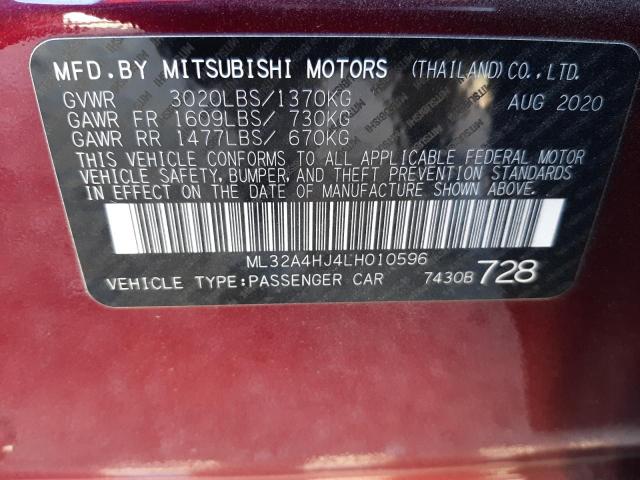 MFD.BY MITSUBISHI MOTORS (THAILAND)CO.,LTD.
GVWR 3020LBS/1370KG AUG 2020
GAWR FR 1609LBS/ 730KG
GAWR RR 1477LBS/ 670KG
THIS VEHICLE CONFORMS TO ALL APPLICABLE FEDERAL MOTOR
VEHICLE SAFETY, BUMPER, AND THEFT PREVENTION STANDARDS
IN EFFECT ON THE DATE OF MANUFACTURE SHOWN ABOVE.
ML32A4HJ4LH010596
VEHICLE TYPE:PASSENGER CAR 7430B 728